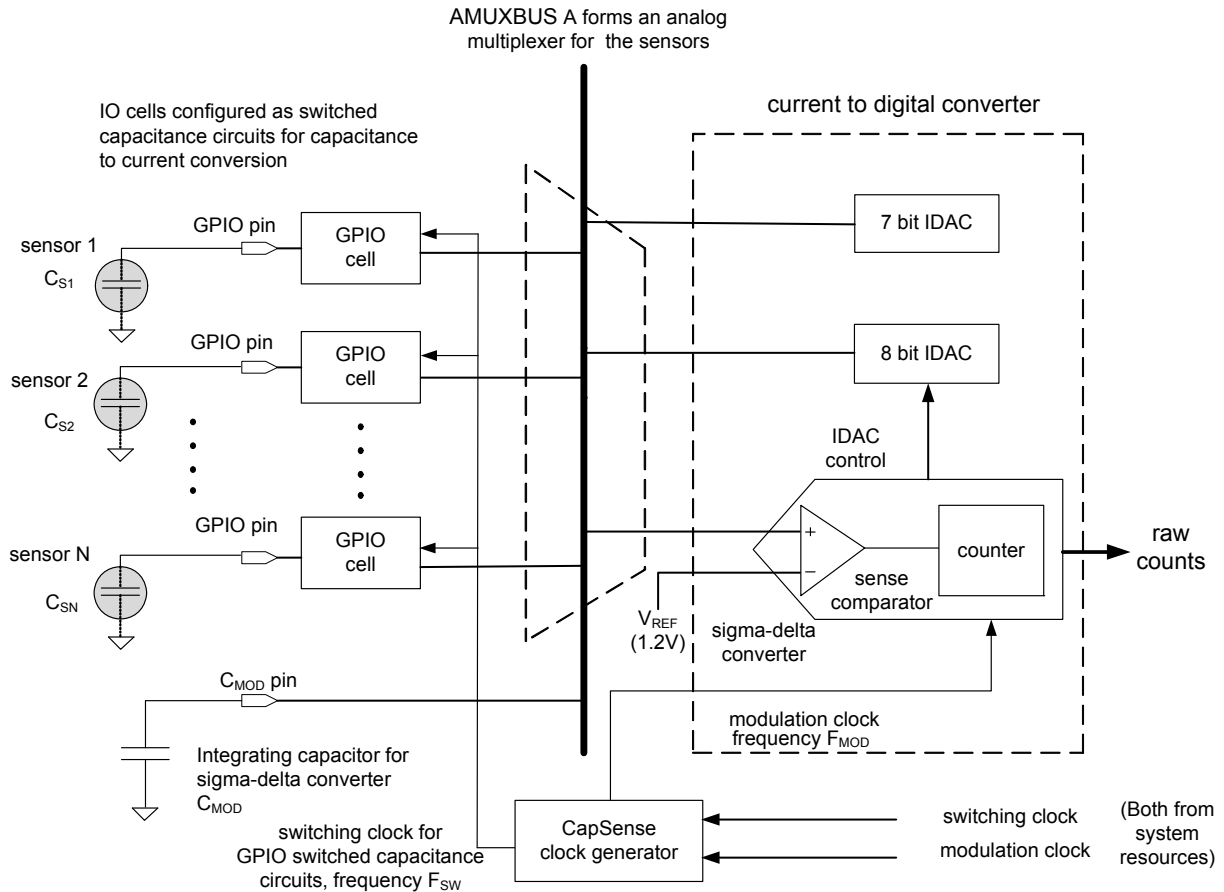 AMUXBUS A forms an analog
multiplexer for the sensors
IO cells configured as switched
capacitance circuits for capacitance
to current conversion
current to digital converter
sensor 1
CS1
GPIO pin
GPIO
cell
7 bit IDAC
sensor 2
CS2
GPIO pin
GPIO
cell
8 bit IDAC
IDAC
control
sensor N
CSN
GPIO pin
GPIO
cell
+
−
sense
comparator
counter
raw
counts
VREF
(1.2V)
sigma-delta
converter
CMOD pin
Integrating capacitor for
sigma-delta converter
CMOD
modulation clock
frequency FMOD
switching clock for
GPIO switched capacitance
circuits, frequency FSW
CapSense
clock generator
switching clock
modulation clock
(Both from
system
resources)